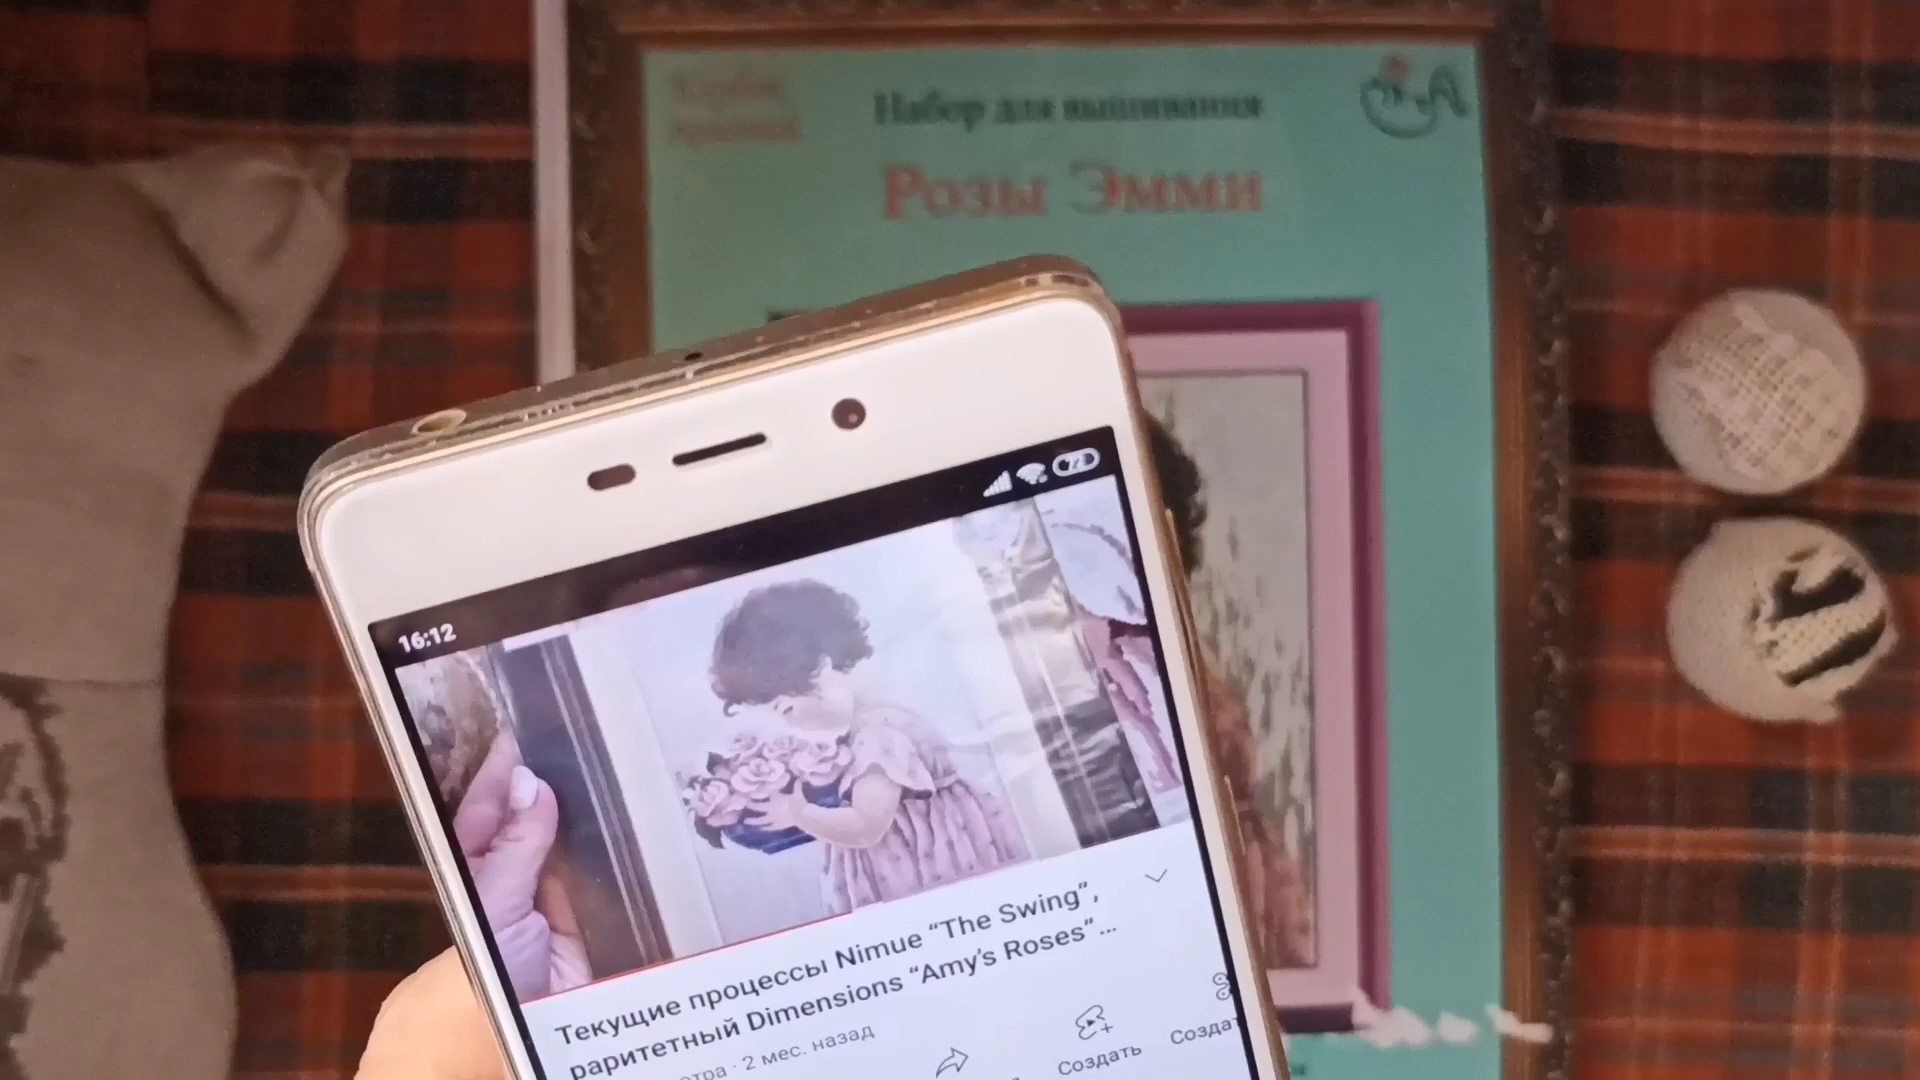 Набор для вышивания
Розы Эмми
16:12
Текущие процессы Nimue “The Swing”,
раритетный Dimensions “Amy’s Roses”...
2 мес. назад
Создать